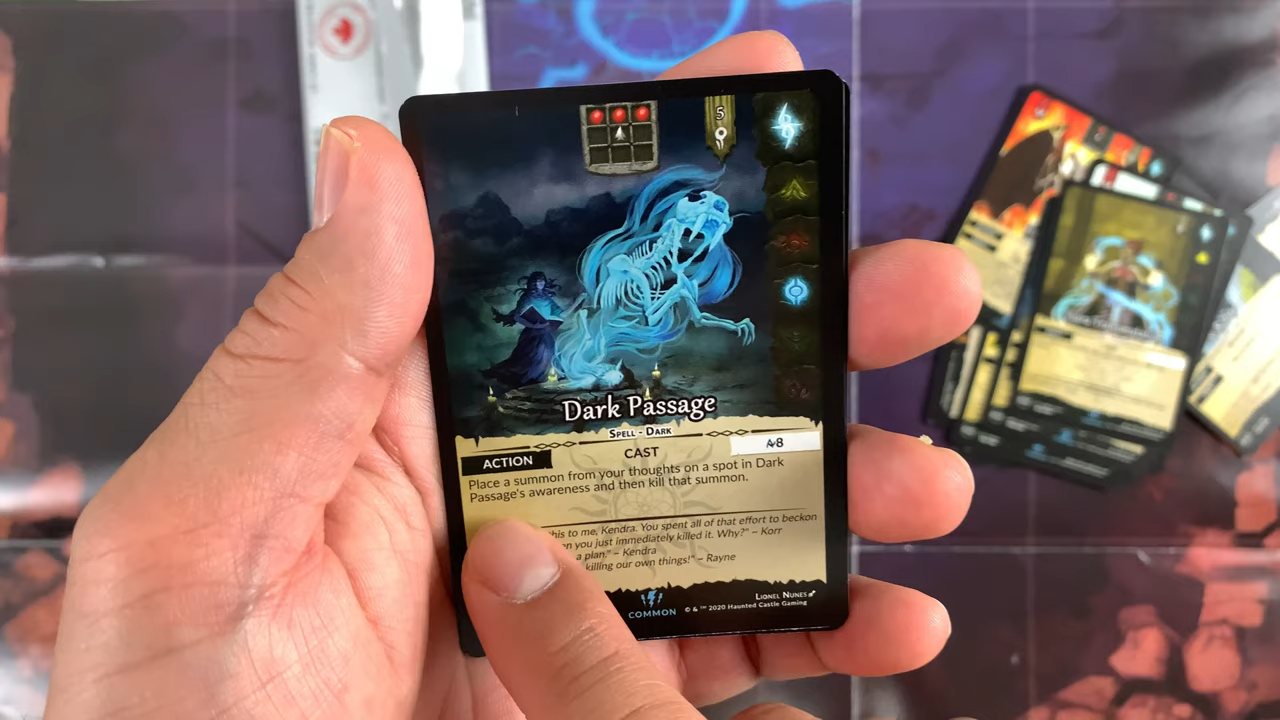 5
6
Dark Passage
Spell - Dark
ACTION
CAST
8
Place a summon from your thoughts on a spot in Dark
Passage's awareness and then kill that summon.
this to me, Kendra. You spent all of that effort to beckon
you just immediately killed it. Why?" – Korr
a plan." – Kendra
killing our own things!" – Rayne
COMMON
Lionel Nunes
© & ™ 2020 Haunted Castle Gaming